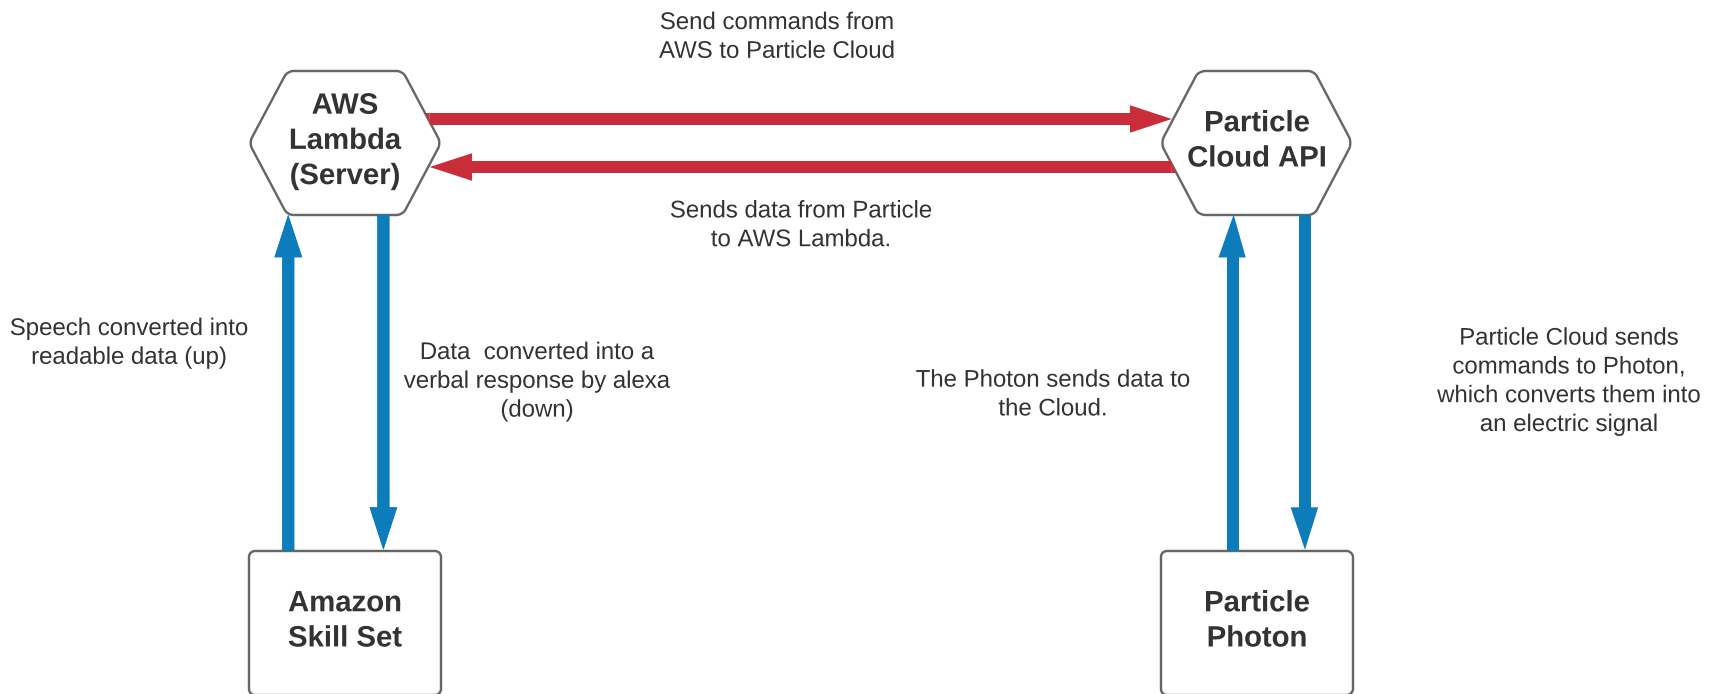 Send commands from
AWS to Particle Cloud
AWS
Lambda
(Server)
Particle
Cloud API
Sends data from Particle
to AWS Lambda.
Speech converted into
readable data (up)
Data  converted into a
verbal response by alexa
(down)
The Photon sends data to
the Cloud.
Particle Cloud sends
commands to Photon,
which converts them into
an electric signal
Amazon
Skill Set
Particle
Photon